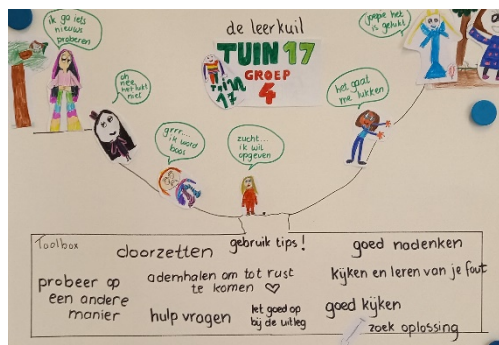 de leerkuil
TUIN 17
GROEP
4
Tuin
17
ik ga iets
nieuws
proberen
oh
nee,
het lukt
niet
grrr...
ik word
boos
zucht...
ik wil
opgeven
het gaat
me lukken
joepie het
is gelukt
Toolbox
doorzetten
gebruik tips!
goed nadenken
probeer op
een andere
manier
ademhalen om tot rust
te komen
kijken en leren van je fout
hulp vragen
let goed op
bij de uitleg
goed kijken
zoek oplossing